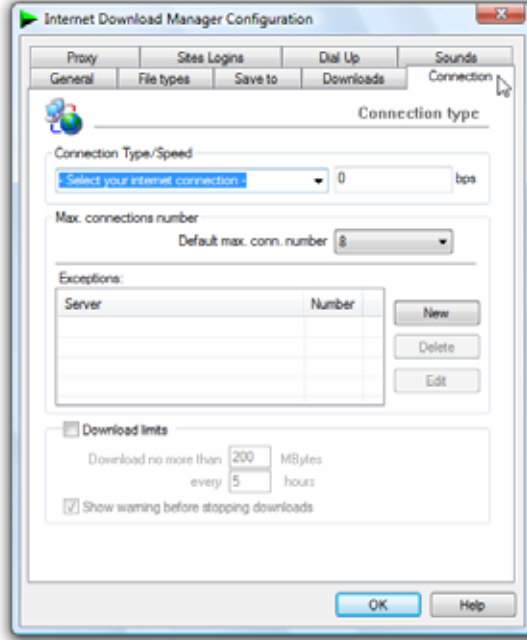 Internet Download Manager Configuration
Proxy Sites Logins Dial Up Sounds
General File types Save to Downloads Connection
Connection type
Connection Type/Speed
- Select your internet connection - 0 bps
Max. connections number
Default max. conn. number 8
Exceptions:
Server Number
New
Delete
Edit
Download limits
Download no more than 200 MBytes
every 5 hours
Show warning before stopping downloads
OK Help